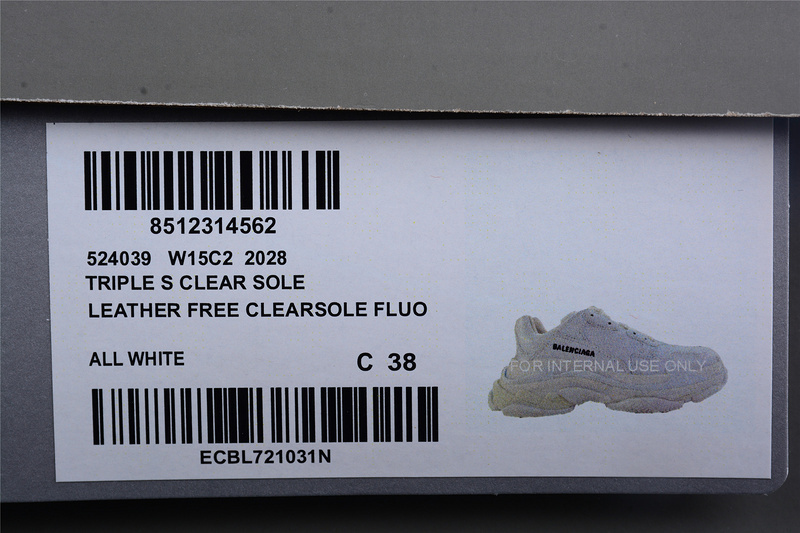 8512314562
524039 W15C2 2028
TRIPLE S CLEAR SOLE
LEATHER FREE CLEARSOLE FLUO
ALL WHITE
C 38
ECBL721031N
BALENCIAGA
FOR INTERNAL USE ONLY